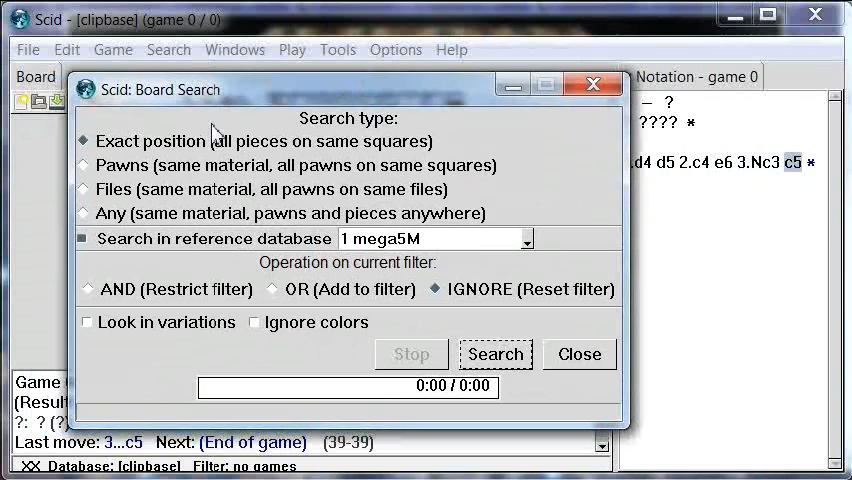 Scid - [clipbase] (game 0 / 0)
File Edit Game Search Windows Play Tools Options Help
Board
Notation - game 0
Scid: Board Search
– ?
Search type:
???? *
Exact position (all pieces on same squares)
Pawns (same material, all pawns on same squares)
.d4 d5 2.c4 e6 3.Nc3 c5 *
Files (same material, all pawns on same files)
Any (same material, pawns and pieces anywhere)
Search in reference database 1 mega5M
Operation on current filter:
AND (Restrict filter) OR (Add to filter) IGNORE (Reset filter)
Look in variations Ignore colors
Stop Search Close
0:00 / 0:00
Game
(Resul
?: ? (?)
Last move: 3...c5 Next: (End of game) (39-39)
XX Database: [clipbase] Filter: no games